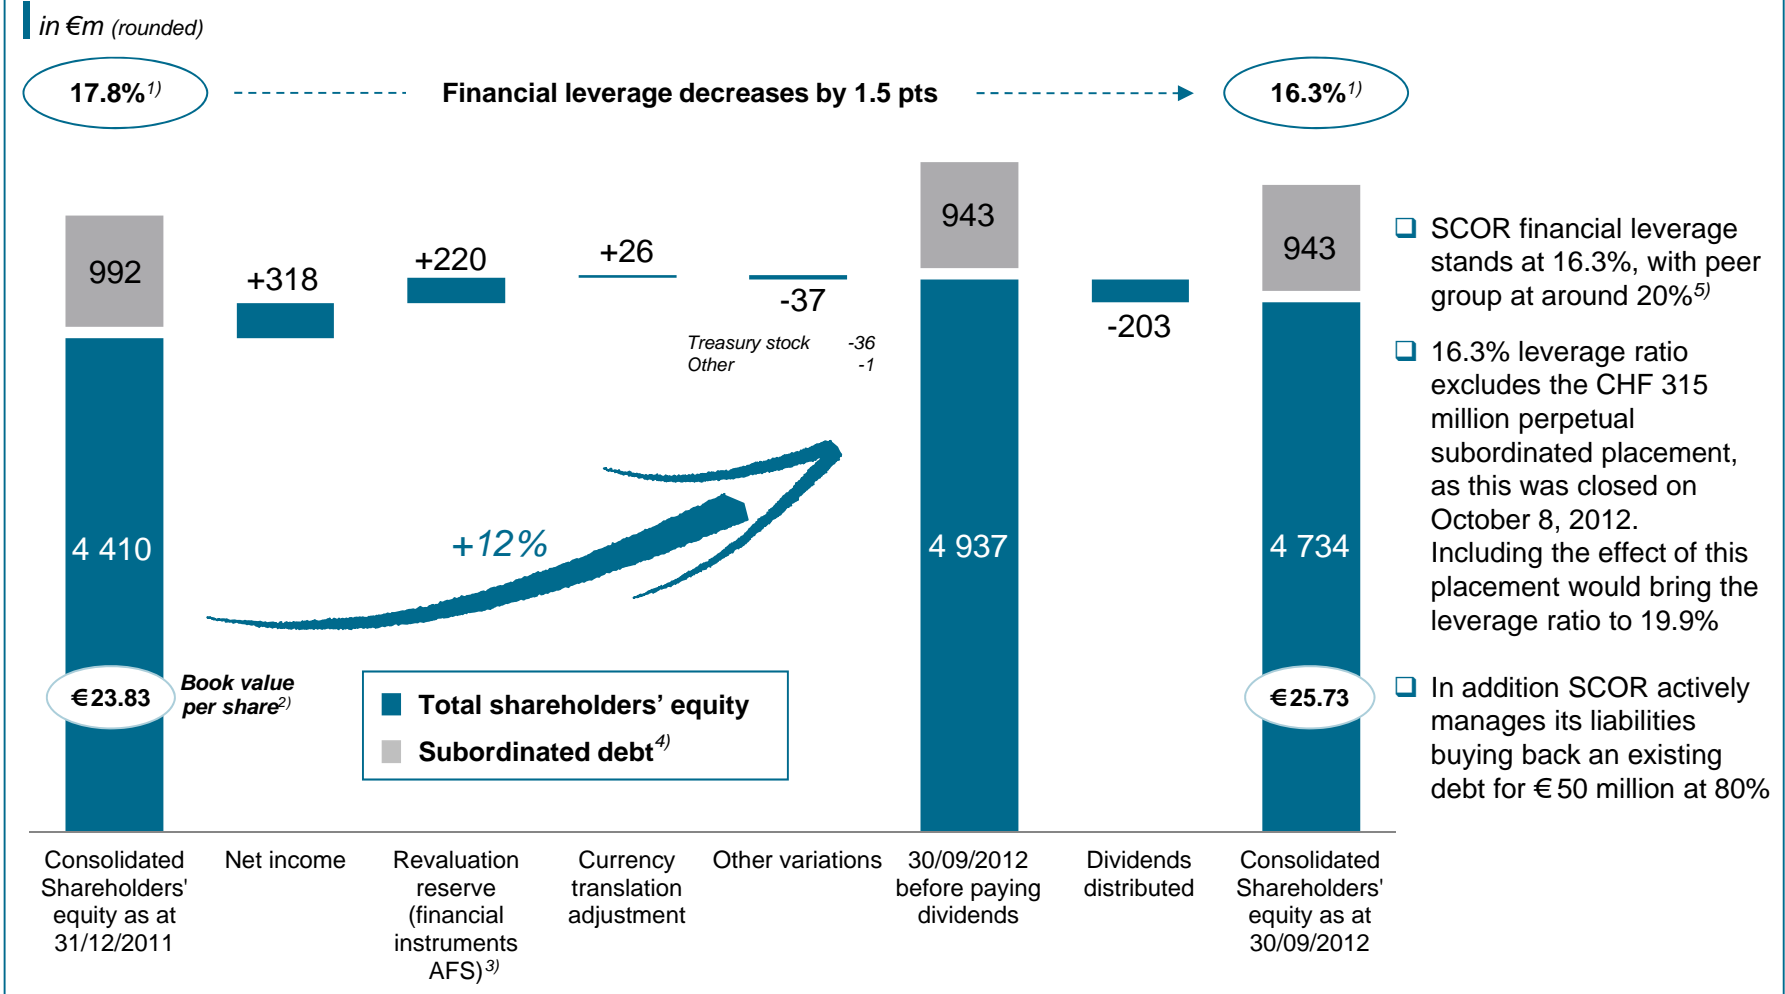 in €m (rounded)
17.8%1)
Financial leverage decreases by 1.5 pts
16.3%1)
992
+318
+220
+26
-37
Treasury stock -36
Other -1
943
-203
943
4 410
+12%
4 937
4 734
€23.83
Book value
per share2)
€25.73
Total shareholders' equity
Subordinated debt4)
Consolidated
Shareholders'
equity as at
31/12/2011
Net income
Revaluation
reserve
(financial
instruments
AFS)3)
Currency
translation
adjustment
Other variations
30/09/2012
before paying
dividends
Dividends
distributed
Consolidated
Shareholders'
equity as at
30/09/2012
SCOR financial leverage
stands at 16.3%, with peer
group at around 20%5)
16.3% leverage ratio
excludes the CHF 315
million perpetual
subordinated placement,
as this was closed on
October 8, 2012.
Including the effect of this
placement would bring the
leverage ratio to 19.9%
In addition SCOR actively
manages its liabilities
buying back an existing
debt for € 50 million at 80%